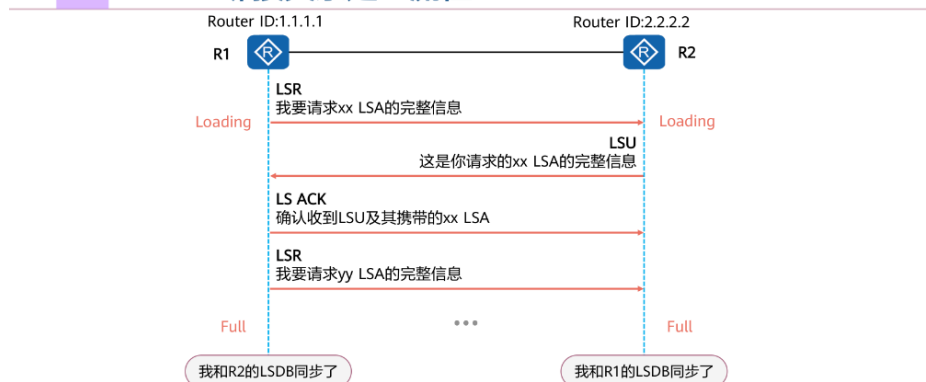 Router ID:1.1.1.1
Router ID:2.2.2.2
R1
R
R
R2
LSR
我要请求xx LSA的完整信息
Loading
Loading
LSU
这是你请求的xx LSA的完整信息
LS ACK
确认收到LSU及其携带的xx LSA
LSR
我要请求yy LSA的完整信息
Full
...
Full
我和R2的LSDB同步了
我和R1的LSDB同步了